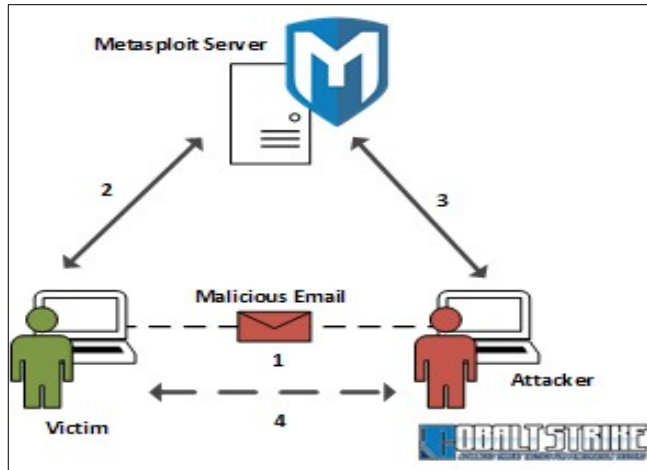 Metasploit Server
2
3
Malicious Email
1
Attacker
4
Victim
COBALTSTRIKE